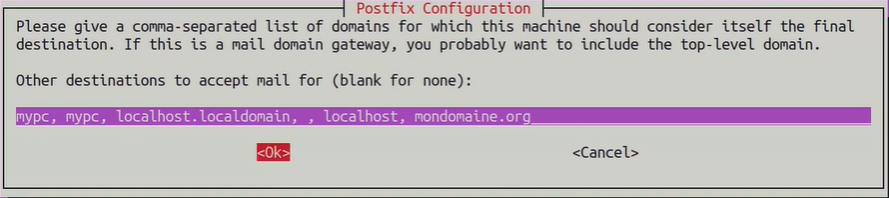 Postfix Configuration
Please give a comma-separated list of domains for which this machine should consider itself the final
destination. If this is a mail domain gateway, you probably want to include the top-level domain.
Other destinations to accept mail for (blank for none):
mypc, mypc, localhost.localdomain, , localhost, mondomaine.org
<Ok> <Cancel>